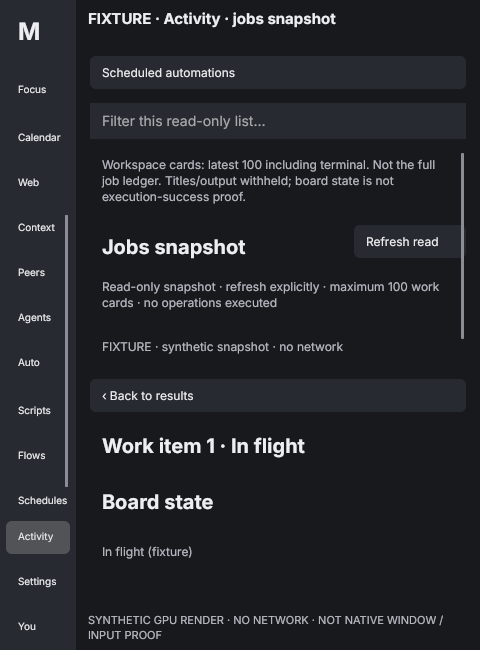 M
Focus
Calendar
Web
Context
Peers
Agents
Auto
Scripts
Flows
Schedules
Activity
Settings
You
FIXTURE · Activity · jobs snapshot
Scheduled automations
Filter this read-only list...
Workspace cards: latest 100 including terminal. Not the full
job ledger. Titles/output withheld; board state is not
execution-success proof.
Jobs snapshot
Refresh read
Read-only snapshot · refresh explicitly · maximum 100 work
cards · no operations executed
FIXTURE · synthetic snapshot · no network
‹ Back to results
Work item 1 · In flight
Board state
In flight (fixture)
SYNTHETIC GPU RENDER · NO NETWORK · NOT NATIVE WINDOW /
INPUT PROOF